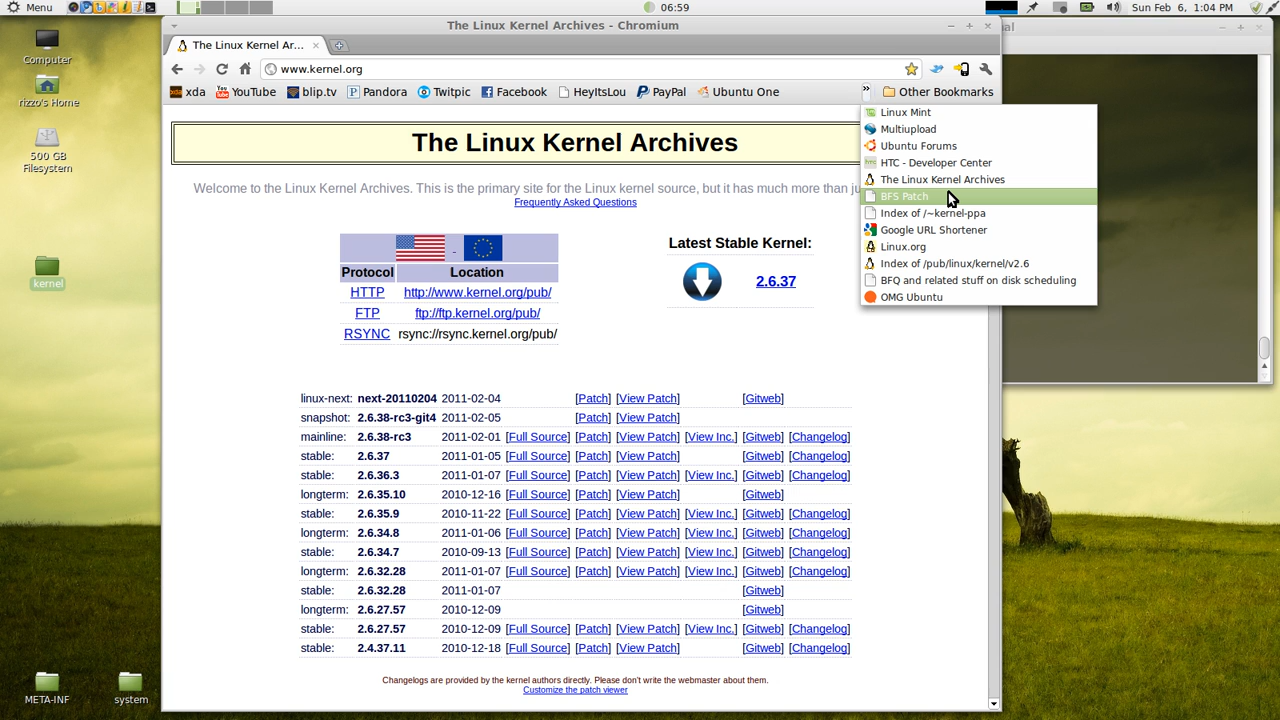 Menu
06:59
Sun Feb 6, 1:04 PM
The Linux Kernel Archives - Chromium
al
The Linux Kernel Ar...
www.kernel.org
xda YouTube blip.tv Pandora Twitpic Facebook HeyItsLou PayPal Ubuntu One » Other Bookmarks
Computer
rizzo's Home
500 GB
Filesystem
kernel
META-INF
system
The Linux Kernel Archives
Welcome to the Linux Kernel Archives. This is the primary site for the Linux kernel source, but it has much more than
Frequently Asked Questions
Protocol Location
HTTP http://www.kernel.org/pub/
FTP ftp://ftp.kernel.org/pub/
RSYNC rsync://rsync.kernel.org/pub/
Latest Stable Kernel:
2.6.37
Linux Mint
Multiupload
Ubuntu Forums
HTC - Developer Center
The Linux Kernel Archives
BFS Patch
Index of /~kernel-ppa
Google URL Shortener
Linux.org
Index of /pub/linux/kernel/v2.6
BFQ and related stuff on disk scheduling
OMG Ubuntu
linux-next: next-20110204 2011-02-04 [Patch] [View Patch] [Gitweb]
snapshot: 2.6.38-rc3-git4 2011-02-05 [Patch] [View Patch]
mainline: 2.6.38-rc3 2011-02-01 [Full Source] [Patch] [View Patch] [View Inc.] [Gitweb] [Changelog]
stable: 2.6.37 2011-01-05 [Full Source] [Patch] [View Patch] [Gitweb] [Changelog]
stable: 2.6.36.3 2011-01-07 [Full Source] [Patch] [View Patch] [View Inc.] [Gitweb] [Changelog]
longterm: 2.6.35.10 2010-12-16 [Full Source] [Patch] [View Patch] [Gitweb]
stable: 2.6.35.9 2010-11-22 [Full Source] [Patch] [View Patch] [View Inc.] [Gitweb] [Changelog]
longterm: 2.6.34.8 2011-01-06 [Full Source] [Patch] [View Patch] [View Inc.] [Gitweb] [Changelog]
stable: 2.6.34.7 2010-09-13 [Full Source] [Patch] [View Patch] [View Inc.] [Gitweb] [Changelog]
longterm: 2.6.32.28 2011-01-07 [Full Source] [Patch] [View Patch] [View Inc.] [Gitweb] [Changelog]
stable: 2.6.32.28 2011-01-07 [Gitweb]
longterm: 2.6.27.57 2010-12-09 [Gitweb]
stable: 2.6.27.57 2010-12-09 [Full Source] [Patch] [View Patch] [View Inc.] [Gitweb] [Changelog]
stable: 2.4.37.11 2010-12-18 [Full Source] [Patch] [View Patch] [Gitweb] [Changelog]
Changelogs are provided by the kernel authors directly. Please don't write the webmaster about them.
Customize the patch viewer